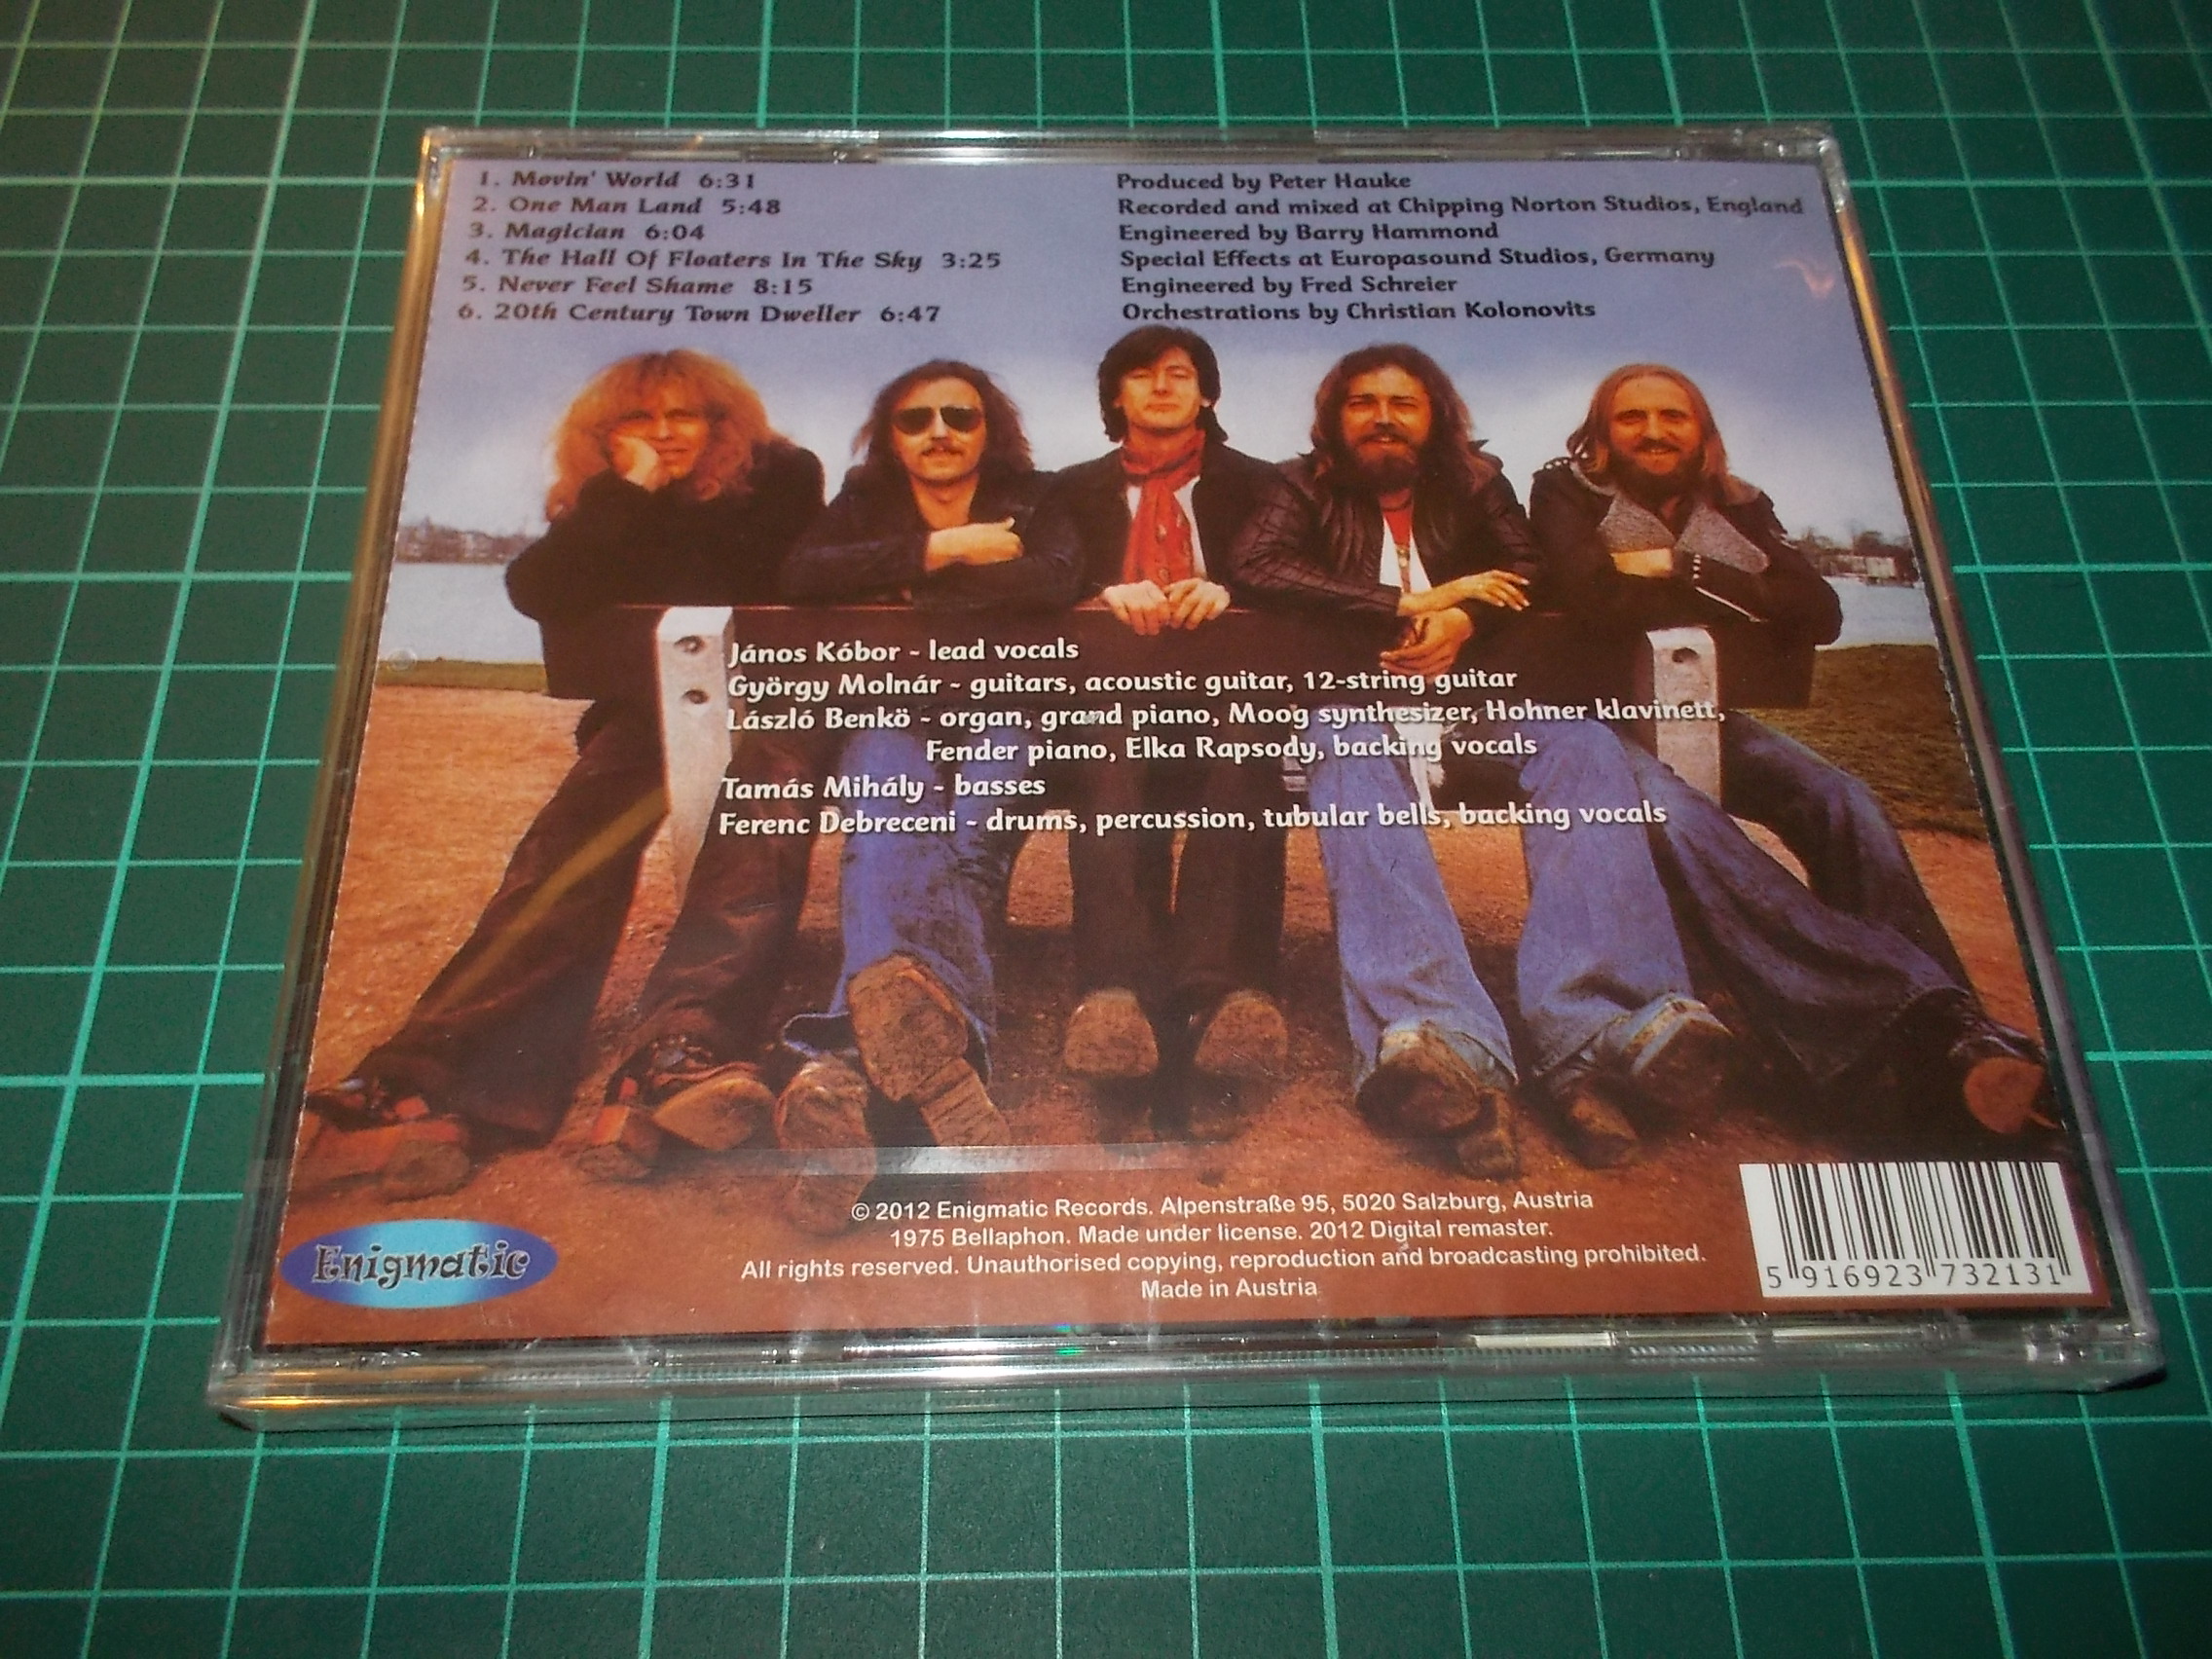 1. Movin' World 6:31
2. One Man Land 5:48
3. Magician 6:04
4. The Hall Of Floaters In The Sky 3:25
5. Never Feel Shame 8:15
6. 20th Century Town Dweller 6:47
Produced by Peter Hauke
Recorded and mixed at Chipping Norton Studios, England
Engineered by Barry Hammond
Special Effects at Europasound Studios, Germany
Engineered by Fred Schreier
Orchestrations by Christian Kolonovits
János Kóbor - lead vocals
György Molnár - guitars, acoustic guitar, 12-string guitar
László Benkö - organ, grand piano, Moog synthesizer, Hohner klavinett,
Fender piano, Elka Rapsody, backing vocals
Tamás Mihály - basses
Ferenc Debreceni - drums, percussion, tubular bells, backing vocals
© 2012 Enigmatic Records. Alpenstraße 95, 5020 Salzburg, Austria
1975 Bellaphon. Made under license. 2012 Digital remaster.
All rights reserved. Unauthorised copying, reproduction and broadcasting prohibited.
Made in Austria
Enigmatic
5 916923 732131